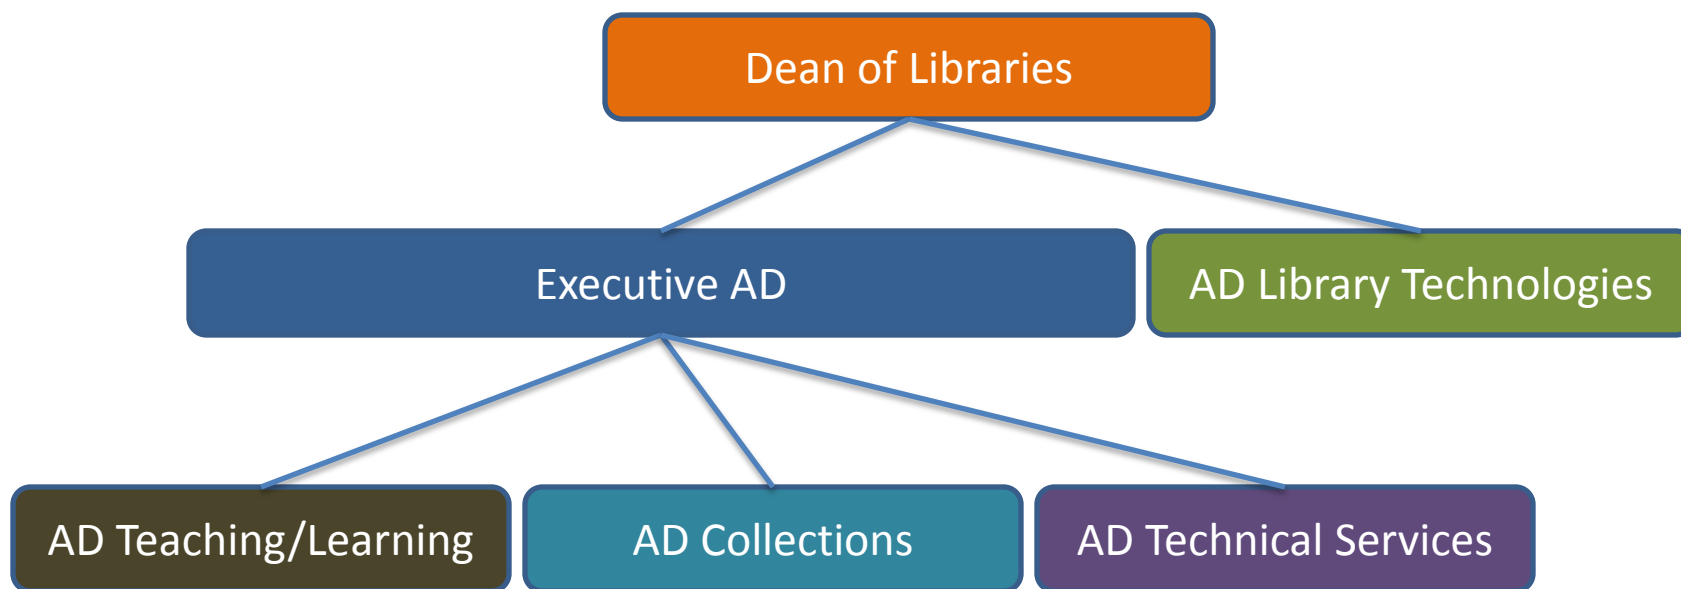 Dean of Libraries
Executive AD
AD Library Technologies
AD Teaching/Learning
AD Collections
AD Technical Services